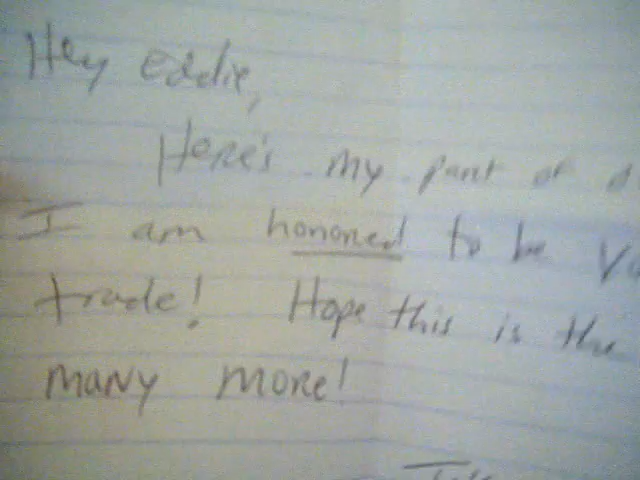 Hey Eddie,
Here's my part of
I am honored to be
trade! Hope this is the
many more!